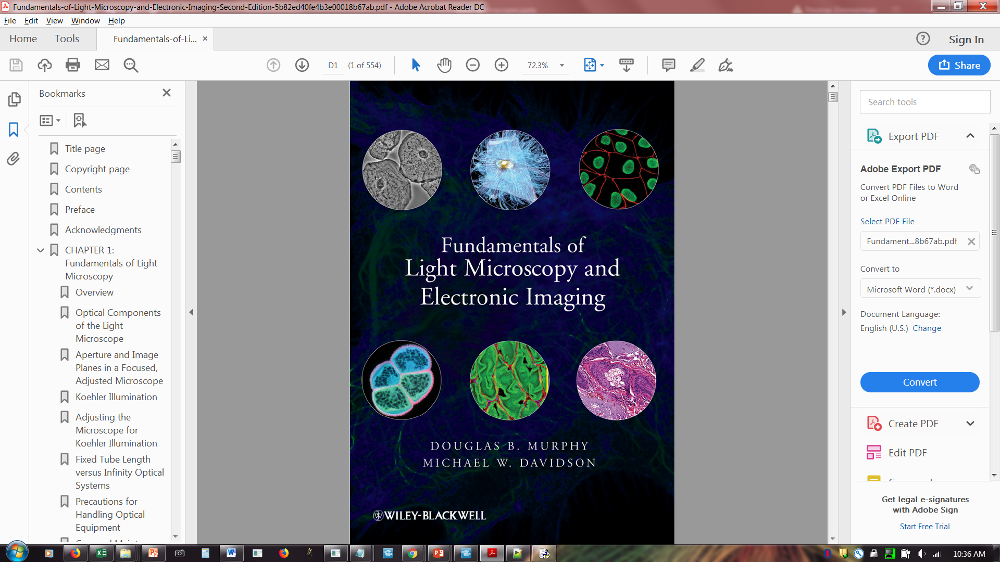 Fundamentals-of-Light-Microscopy-and-Electronic-Imaging-Second-Edition-5b82ed40fe4b3e00018b67ab.pdf - Adobe Acrobat Reader DC
File Edit View Window Help
Home Tools Fundamentals-of-Li... × Sign In
D1 (1 of 554) 72.3% Share
Bookmarks
Title page
Copyright page
Contents
Preface
Acknowledgments
CHAPTER 1:
Fundamentals of Light
Microscopy
Overview
Optical Components
of the Light
Microscope
Aperture and Image
Planes in a Focused,
Adjusted Microscope
Koehler Illumination
Adjusting the
Microscope for
Koehler Illumination
Fixed Tube Length
versus Infinity Optical
Systems
Precautions for
Handling Optical
Equipment
Fundamentals of
Light Microscopy and
Electronic Imaging
DOUGLAS B. MURPHY
MICHAEL W. DAVIDSON
WILEY-BLACKWELL
Search tools
Export PDF
Adobe Export PDF
Convert PDF Files to Word
or Excel Online
Select PDF File
Fundament...8b67ab.pdf
Convert to
Microsoft Word (*.docx)
Document Language:
English (U.S.) Change
Convert
Create PDF
Edit PDF
Get legal e-signatures
with Adobe Sign
Start Free Trial
10:36 AM